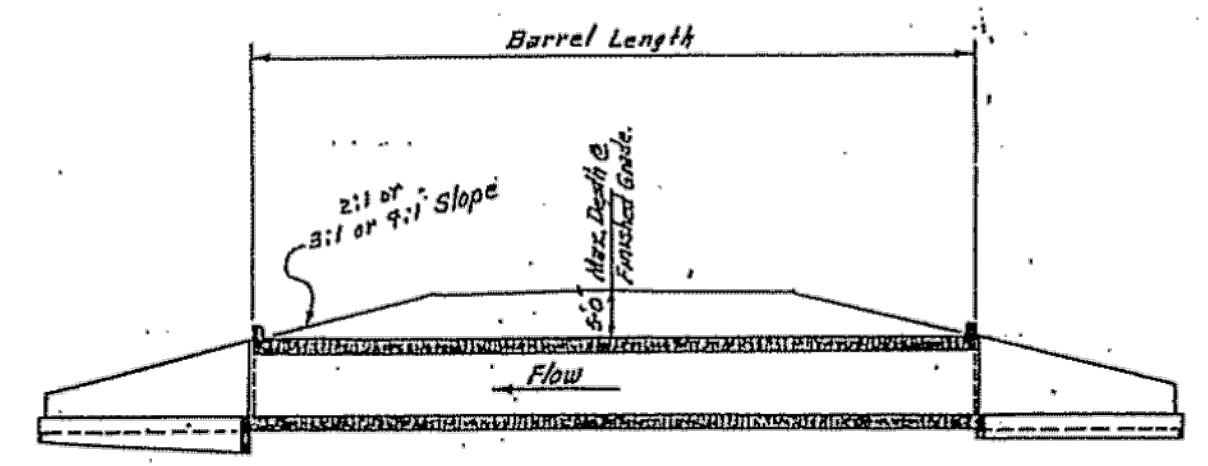 Barrel Length
2:1 or
3:1 or 4:1 Slope
5'-0" Max. Depth @
Finished Grade.
Flow